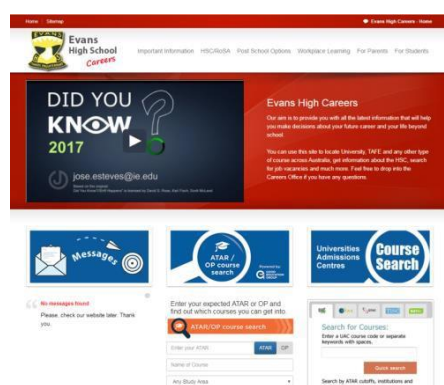 Home Sitemap
Evans High School Careers - Home
EVANS
Evans
High School
Careers
Important Information HSC/RoSA Post School Options Workplace Learning For Parents For Students
DID YOU
KNOW ?
2017
jose.esteves@ie.edu
Evans High Careers
Our aim is to provide you with all the latest information that will help
you make decisions about your future career and your life beyond
school.
You can use this site to locate University, TAFE and any other type
of course across Australia, get information about the HSC, search
for job vacancies and much more. Feel free to drop into the
Careers Office if you have any questions.
Messages
No messages found
Please, check our website later. Thank
you.
ATAR /
OP course
search
Powered by:
GOOD
EDUCATION
GROUP
Enter your expected ATAR or OP and
find out which courses you can get into.
ATAR/OP course search
Enter your ATAR
ATAR OP
Name of Course
Any Study Area
Universities
Admissions
Centres
Course
Search
Search for Courses:
Enter a UAC course code or separate
keywords with spaces.
Quick search
Search by ATAR cutoffs, institutions and